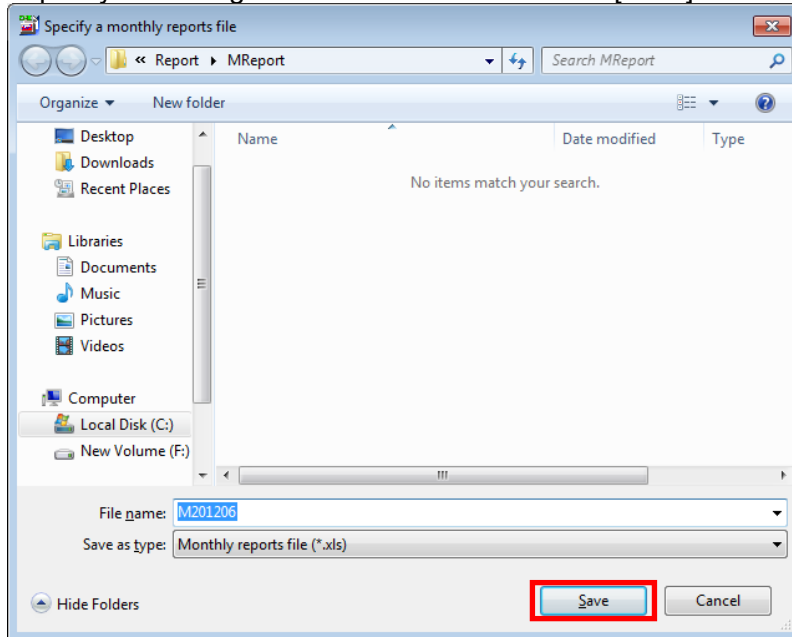 Specify a monthly reports file
« Report ▸ MReport
Search MReport
Organize ▾ New folder
Desktop
Downloads
Recent Places
Libraries
Documents
Music
Pictures
Videos
Computer
Local Disk (C:)
New Volume (F:)
Name Date modified Type
No items match your search.
File name: M201206
Save as type: Monthly reports file (*.xls)
Hide Folders
Save Cancel